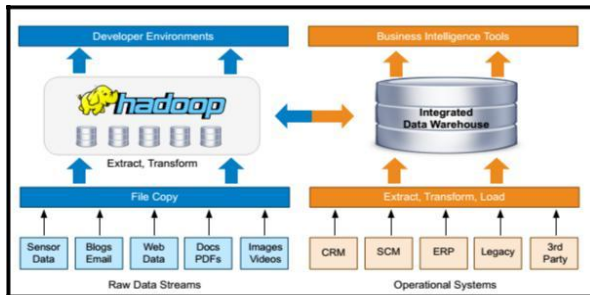 Developer Environments
Business Intelligence Tools
hadoop
Extract, Transform
Integrated
Data Warehouse
File Copy
Extract, Transform, Load
Sensor
Data
Blogs
Email
Web
Data
Docs
PDFs
Images
Videos
CRM
SCM
ERP
Legacy
3rd
Party
Raw Data Streams
Operational Systems